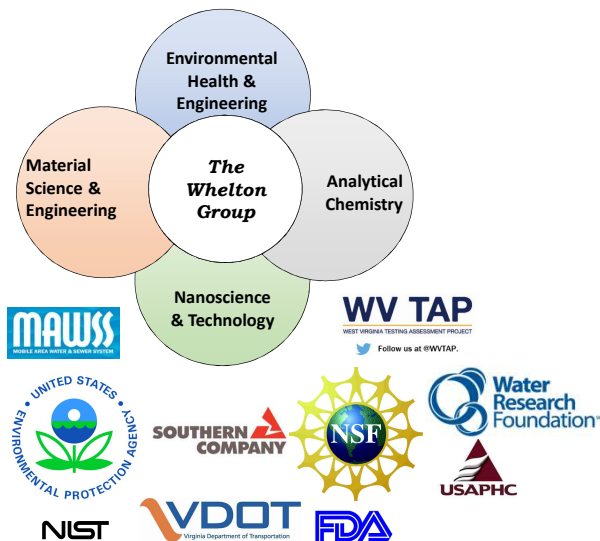 Environmental
Health &
Engineering
Material
Science &
Engineering
The
Whelton
Group
Analytical
Chemistry
Nanoscience
& Technology
MAWSS
MOBILE AREA WATER & SEWER SYSTEM
WV TAP
WEST VIRGINIA TESTING ASSESSMENT PROJECT
Follow us at @WVTAP.
UNITED STATES
ENVIRONMENTAL PROTECTION AGENCY
SOUTHERN
COMPANY
NSF
Water
Research
Foundation
USAPHC
NIST
VDOT
Virginia Department of Transportation
FDA